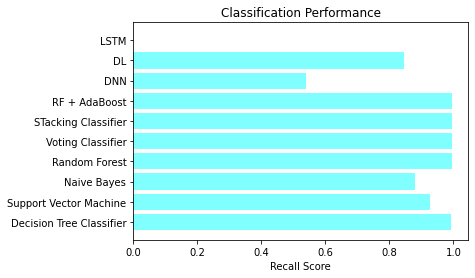 Classification Performance
LSTM
DL
DNN
RF + AdaBoost
STacking Classifier
Voting Classifier
Random Forest
Naive Bayes
Support Vector Machine
Decision Tree Classifier
0.0 0.2 0.4 0.6 0.8 1.0
Recall Score